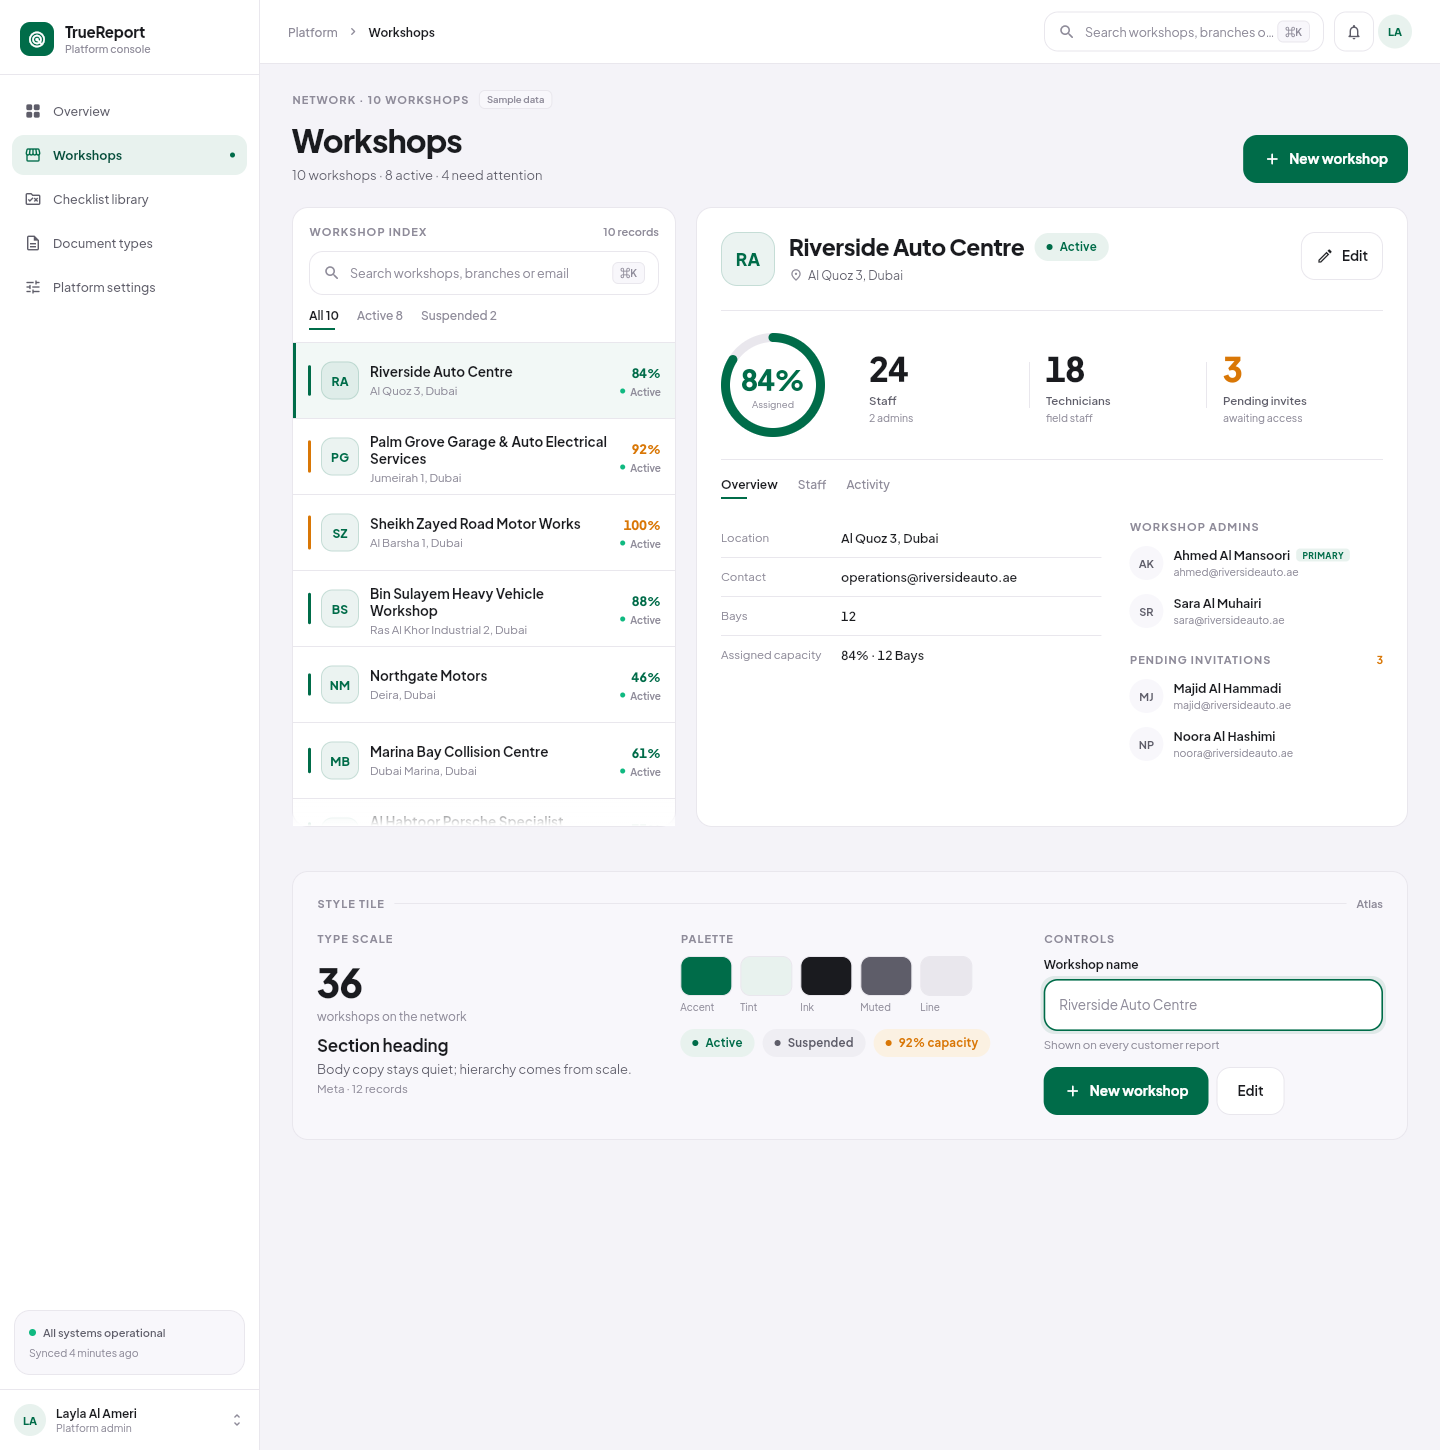 TrueReport
Platform console
Overview
Workshops
Checklist library
Document types
Platform settings
All systems operational
Synced 4 minutes ago
LA
Layla Al Ameri
Platform admin
Platform > Workshops
Search workshops, branches o... ⌘K
LA
NETWORK · 10 WORKSHOPS
Sample data
Workshops
10 workshops · 8 active · 4 need attention
+ New workshop
WORKSHOP INDEX
10 records
Search workshops, branches or email ⌘K
All 10 Active 8 Suspended 2
RA
Riverside Auto Centre
Al Quoz 3, Dubai
84%
Active
PG
Palm Grove Garage & Auto Electrical
Services
Jumeirah 1, Dubai
92%
Active
SZ
Sheikh Zayed Road Motor Works
Al Barsha 1, Dubai
100%
Active
BS
Bin Sulayem Heavy Vehicle
Workshop
Ras Al Khor Industrial 2, Dubai
88%
Active
NM
Northgate Motors
Deira, Dubai
46%
Active
MB
Marina Bay Collision Centre
Dubai Marina, Dubai
61%
Active
Al Habtoor Porsche Specialist
RA
Riverside Auto Centre
Active
Al Quoz 3, Dubai
Edit
84%
Assigned
24
Staff
2 admins
18
Technicians
field staff
3
Pending invites
awaiting access
Overview Staff Activity
Location Al Quoz 3, Dubai
Contact operations@riversideauto.ae
Bays 12
Assigned capacity 84% · 12 Bays
WORKSHOP ADMINS
AK
Ahmed Al Mansoori PRIMARY
ahmed@riversideauto.ae
SR
Sara Al Muhairi
sara@riversideauto.ae
PENDING INVITATIONS 3
MJ
Majid Al Hammadi
majid@riversideauto.ae
NP
Noora Al Hashimi
noora@riversideauto.ae
STYLE TILE
Atlas
TYPE SCALE
36
workshops on the network
Section heading
Body copy stays quiet; hierarchy comes from scale.
Meta · 12 records
PALETTE
Accent Tint Ink Muted Line
Active Suspended 92% capacity
CONTROLS
Workshop name
Riverside Auto Centre
Shown on every customer report
+ New workshop
Edit